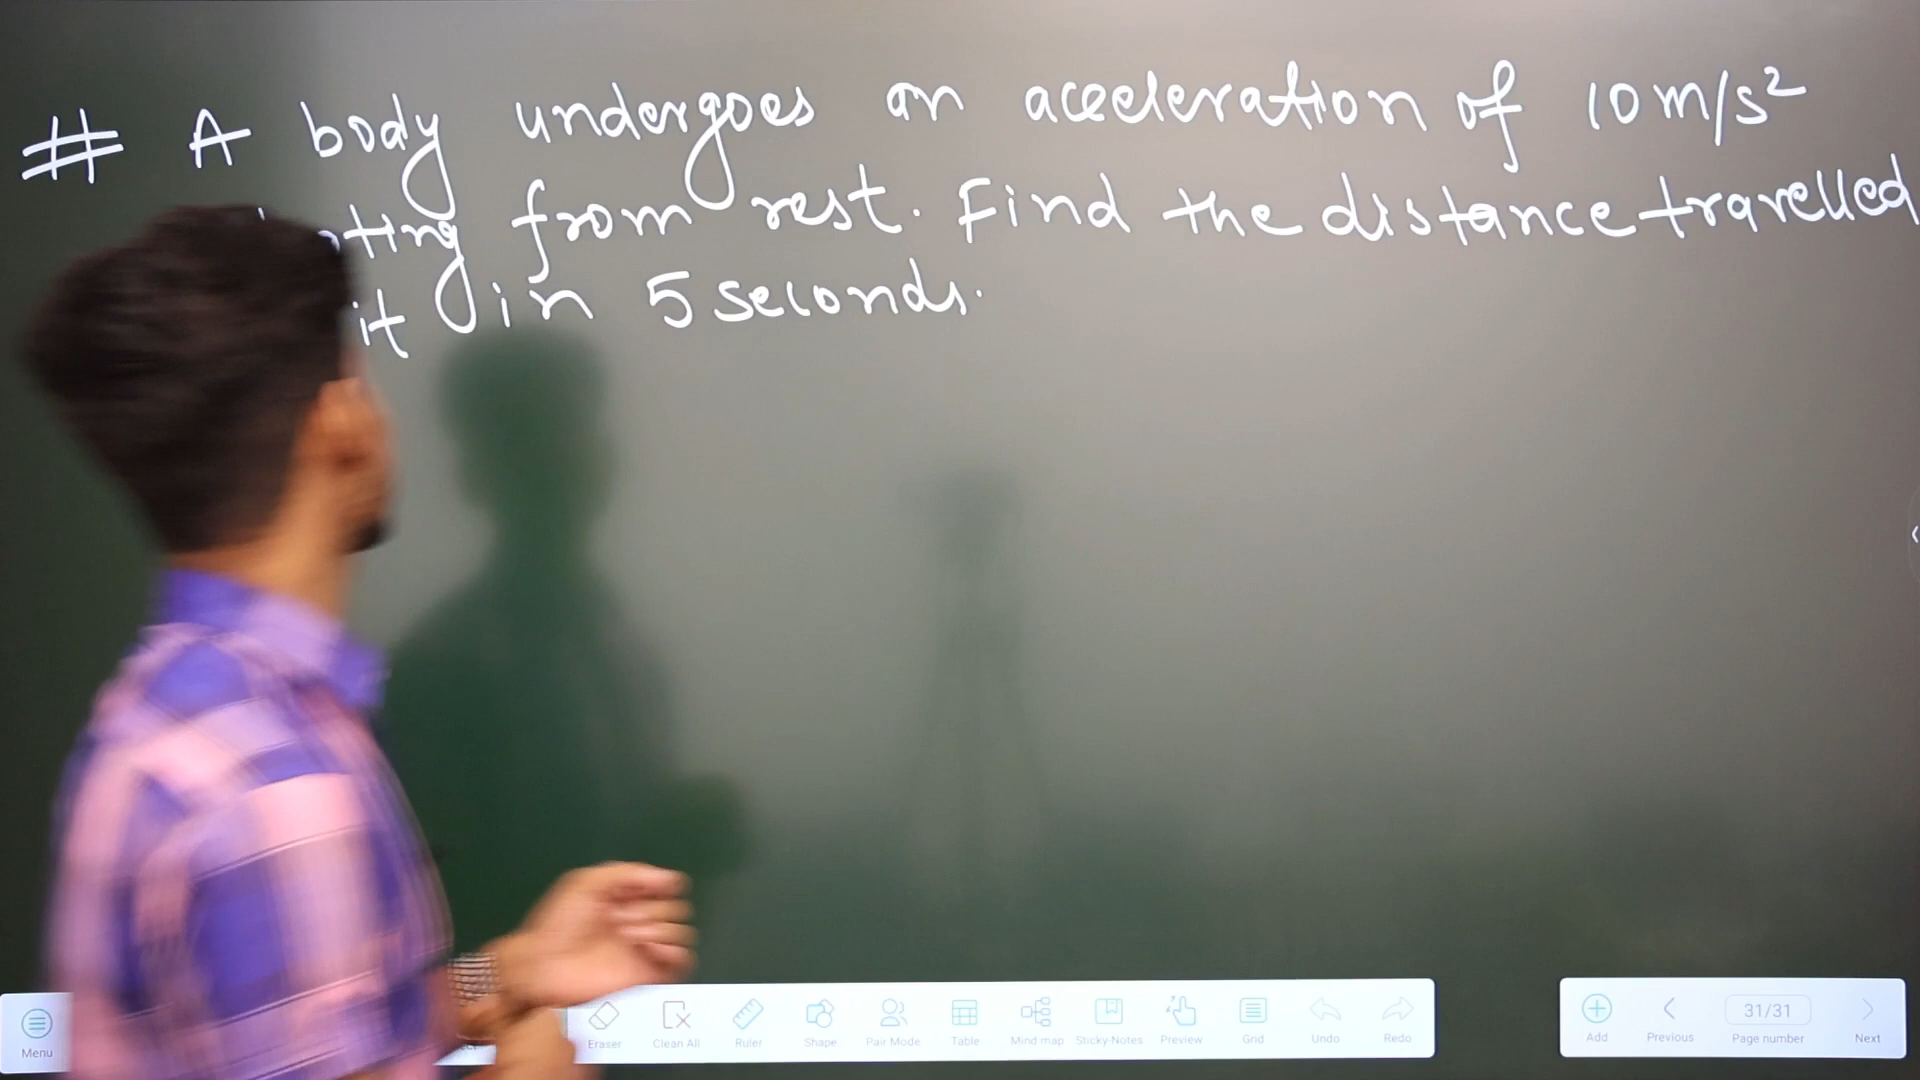 # A body undergoes an acceleration of 10 m/s²
from rest. Find the distance travelled
it in 5 seconds.
Menu
Eraser
Clean All
Ruler
Shape
Pair Mode
Table
Mind map
Sticky-Notes
Preview
Grid
Undo
Redo
Add
Previous
31/31
Page number
Next